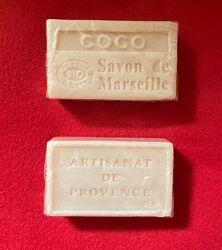 COCO
BIO
Savon de
Marseille
ARTISANAT
DE
PROVENCE